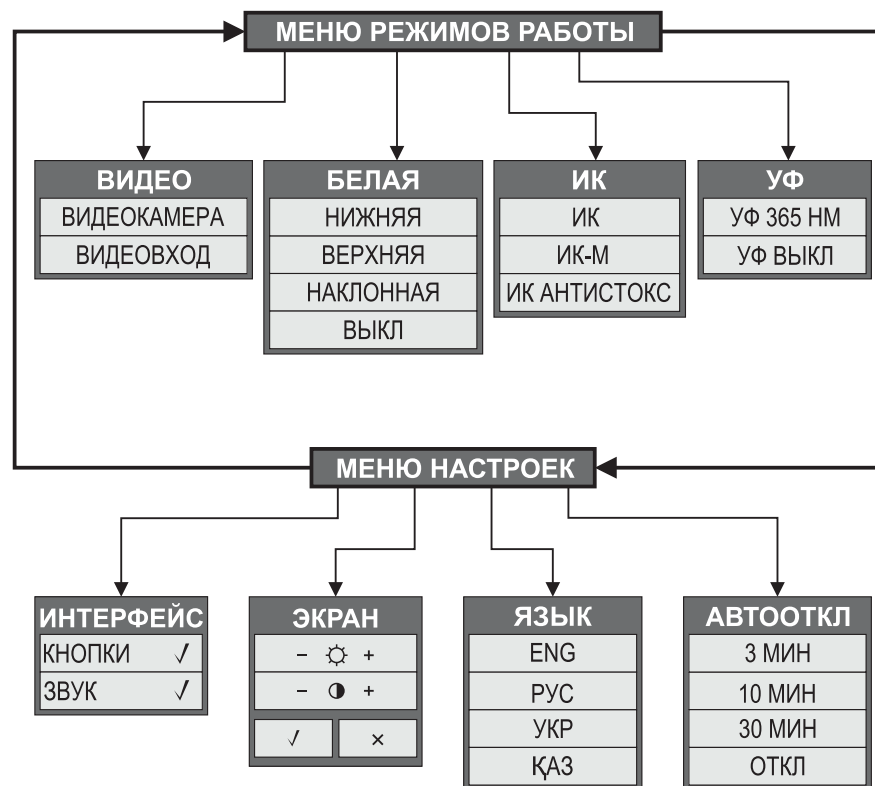 МЕНЮ РЕЖИМОВ РАБОТЫ
ВИДЕО
ВИДЕОКАМЕРА
ВИДЕОВХОД
БЕЛАЯ
НИЖНЯЯ
ВЕРХНЯЯ
НАКЛОННАЯ
ВЫКЛ
ИК
ИК
ИК-М
ИК АНТИСТОКС
УФ
УФ 365 НМ
УФ ВЫКЛ
МЕНЮ НАСТРОЕК
ИНТЕРФЕЙС
КНОПКИ √
ЗВУК √
ЭКРАН
- ☼ +
- ◑ +
√ ×
ЯЗЫК
ENG
РУС
УКР
ҚАЗ
АВТООТКЛ
3 МИН
10 МИН
30 МИН
ОТКЛ